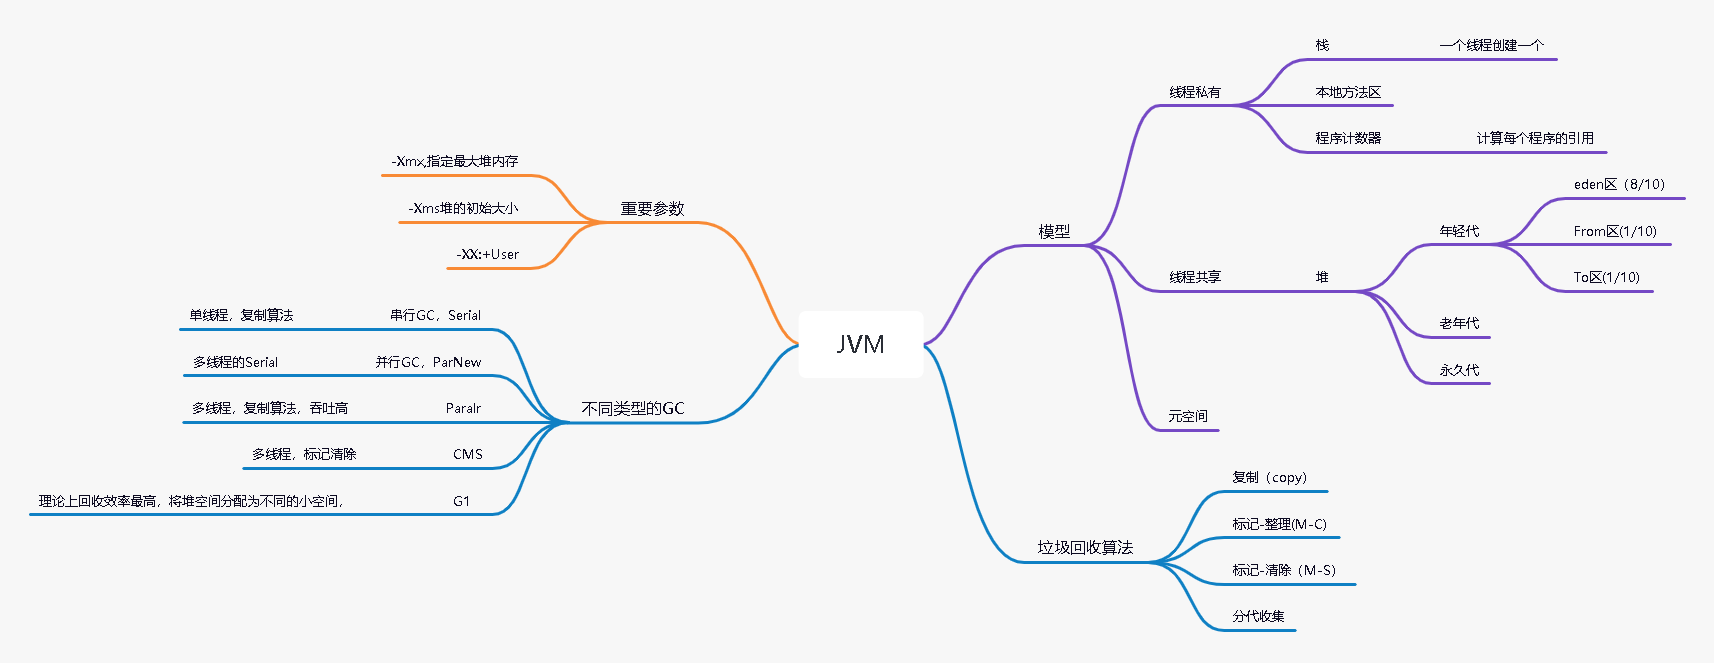 JVM
重要参数
-Xmx,指定最大堆内存
-Xms堆的初始大小
-XX:+User
不同类型的GC
串行GC，Serial
单线程，复制算法
并行GC，ParNew
多线程的Serial
Paralr
多线程，复制算法，吞吐高
CMS
多线程，标记清除
G1
理论上回收效率最高，将堆空间分配为不同的小空间，
模型
线程私有
栈
一个线程创建一个
本地方法区
程序计数器
计算每个程序的引用
线程共享
堆
年轻代
eden区（8/10）
From区(1/10)
To区(1/10)
老年代
永久代
元空间
垃圾回收算法
复制（copy）
标记-整理(M-C)
标记-清除（M-S）
分代收集